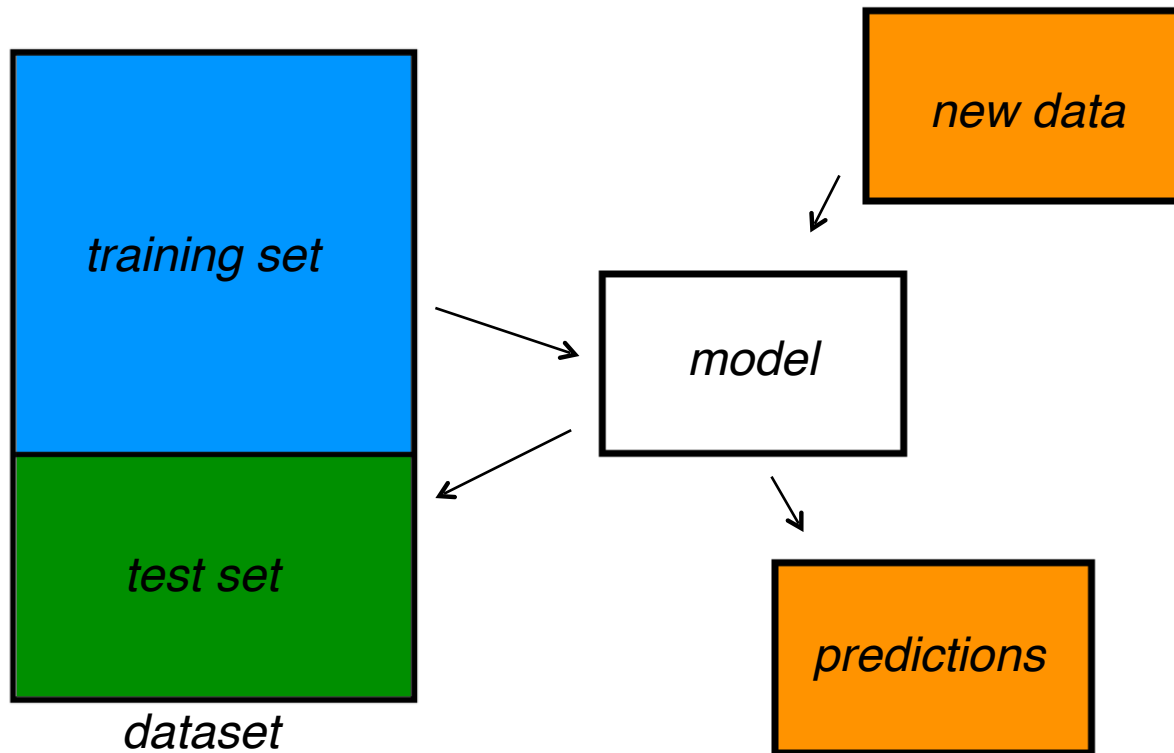 new data
training set
model
test set
predictions
dataset